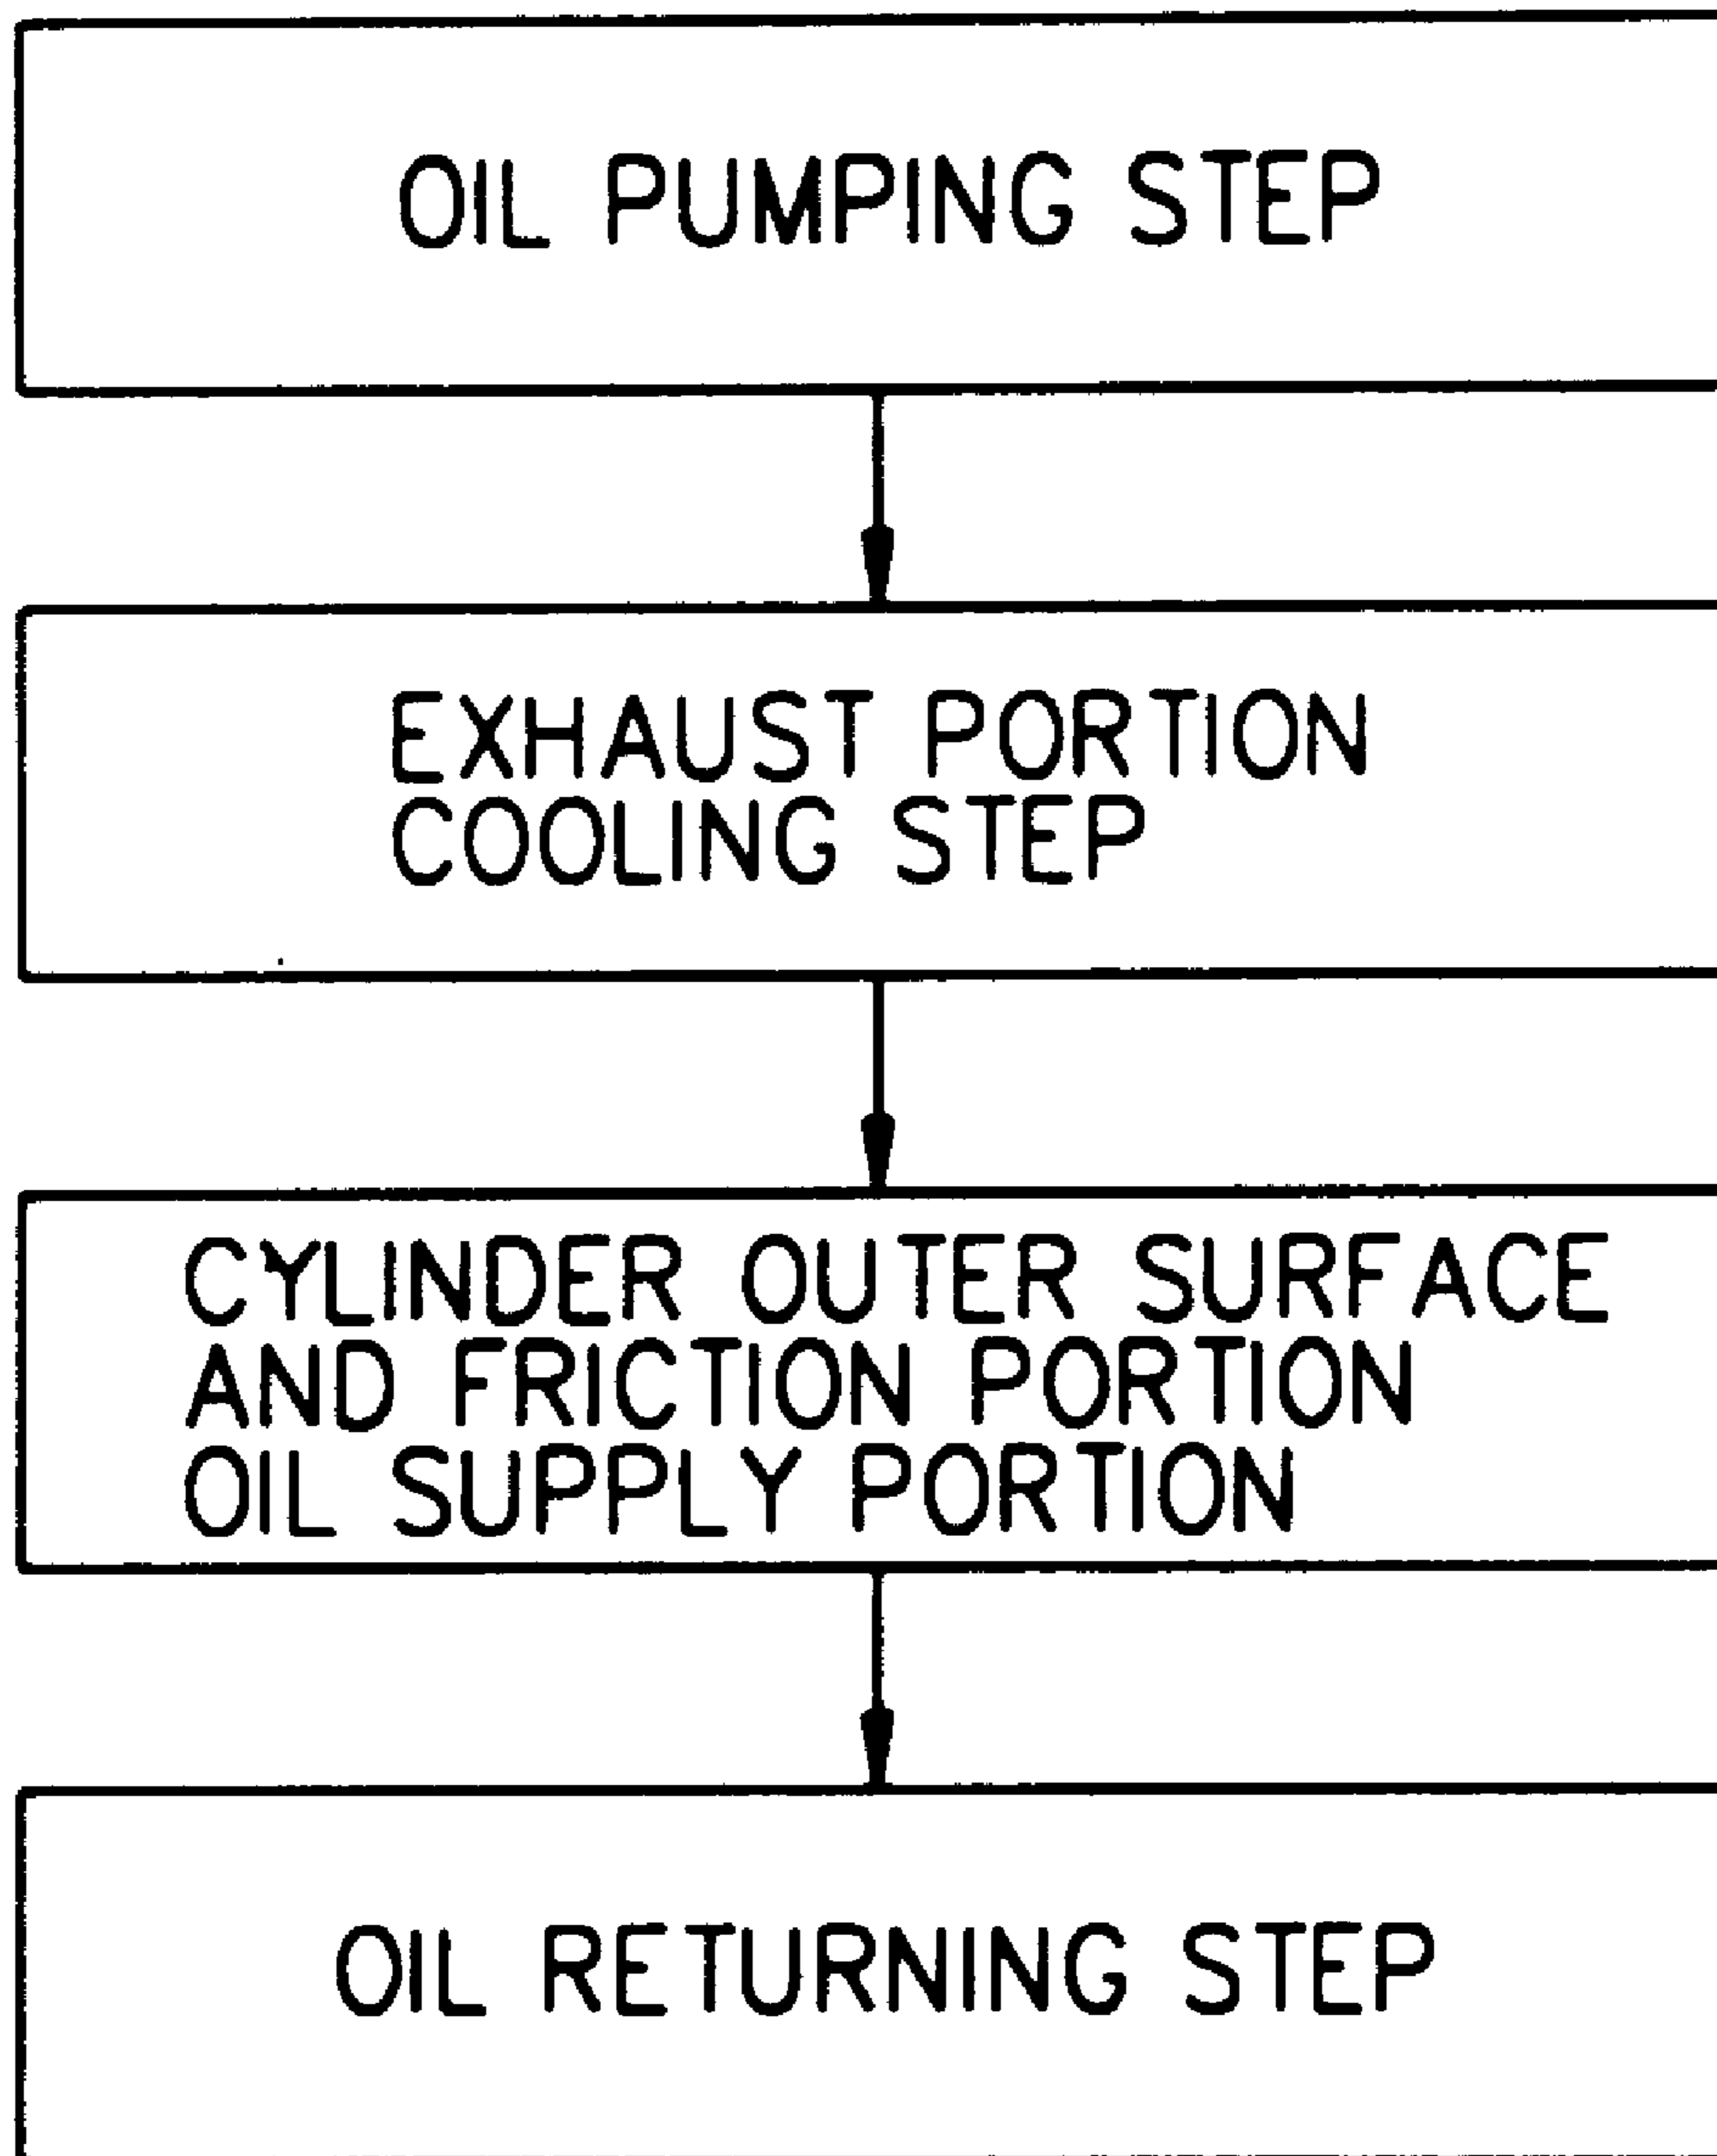 OIL PUMPING STEP
EXHAUST PORTION
COOLING STEP
CYLINDER OUTER SURFACE
AND FRICTION PORTION
OIL SUPPLY PORTION
OIL RETURNING STEP